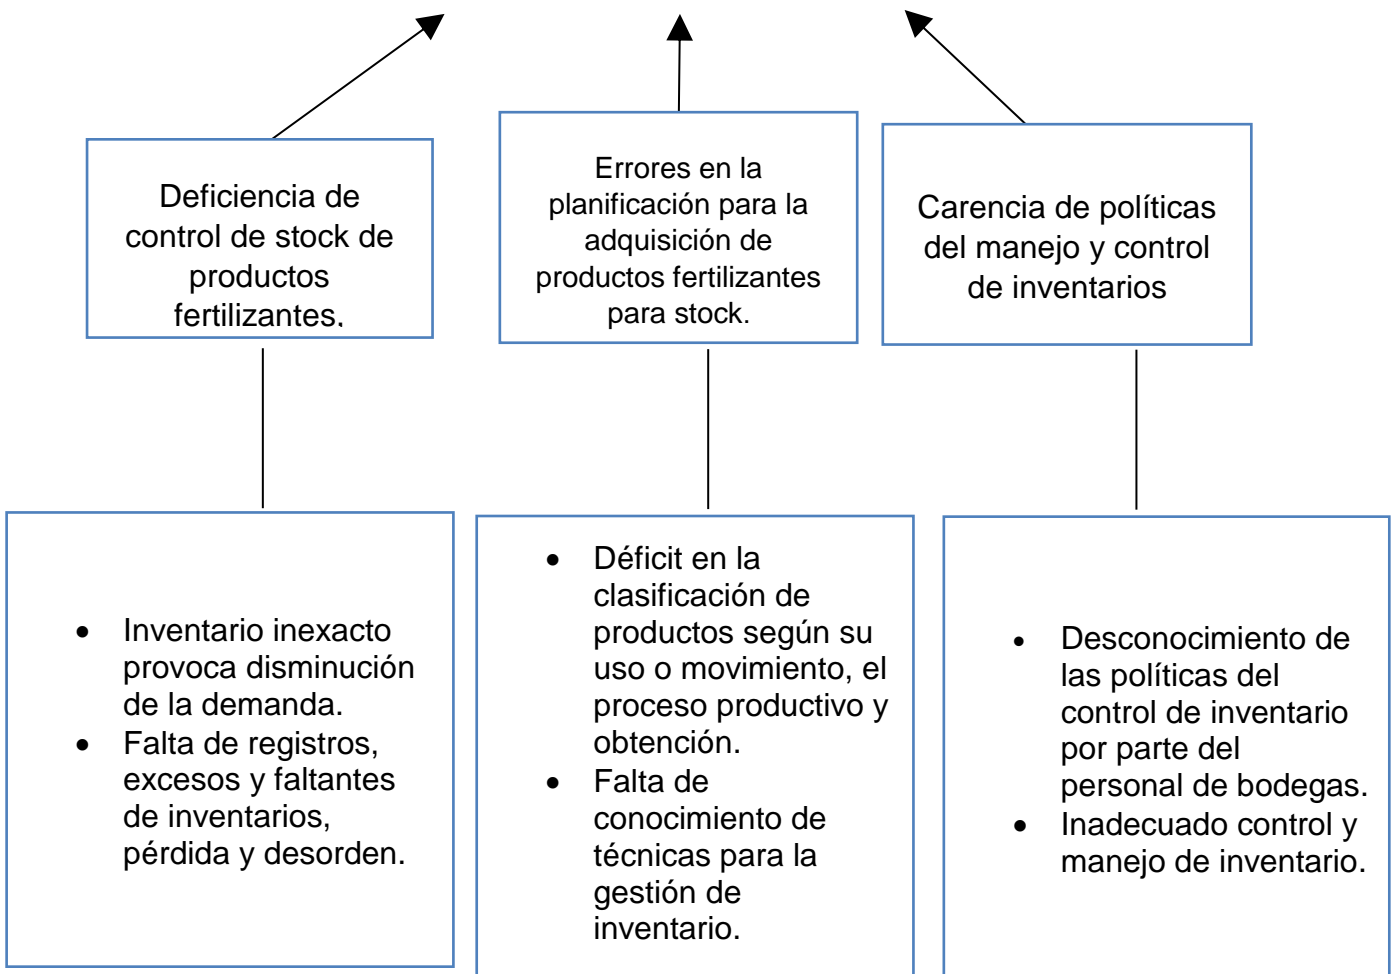 Deficiencia de
control de stock de
productos
fertilizantes.
Errores en la
planificación para la
adquisición de
productos fertilizantes
para stock.
Carencia de políticas
del manejo y control
de inventarios
• Inventario inexacto
provoca disminución
de la demanda.
• Falta de registros,
excesos y faltantes
de inventarios,
pérdida y desorden.
• Déficit en la
clasificación de
productos según su
uso o movimiento, el
proceso productivo y
obtención.
• Falta de
conocimiento de
técnicas para la
gestión de
inventario.
• Desconocimiento de
las políticas del
control de inventario
por parte del
personal de bodegas.
• Inadecuado control y
manejo de inventario.